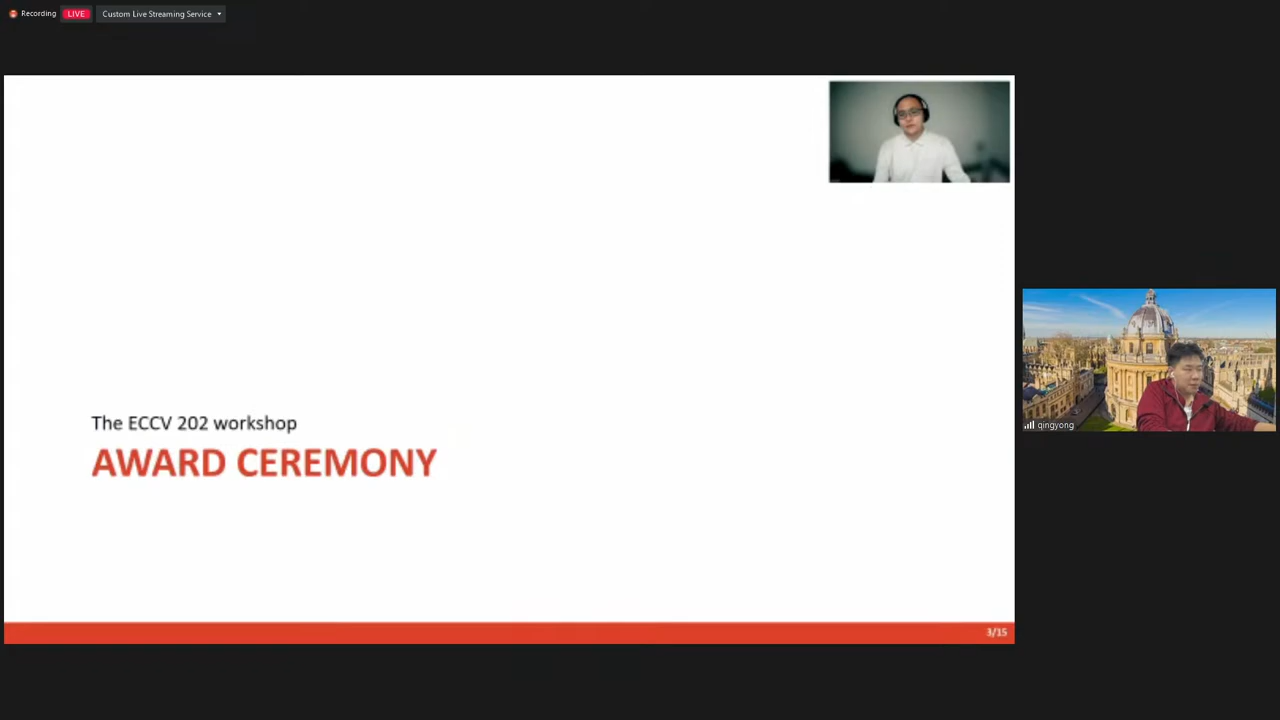 Recording LIVE Custom Live Streaming Service
The ECCV 202 workshop
AWARD CEREMONY
qingyong
3/15